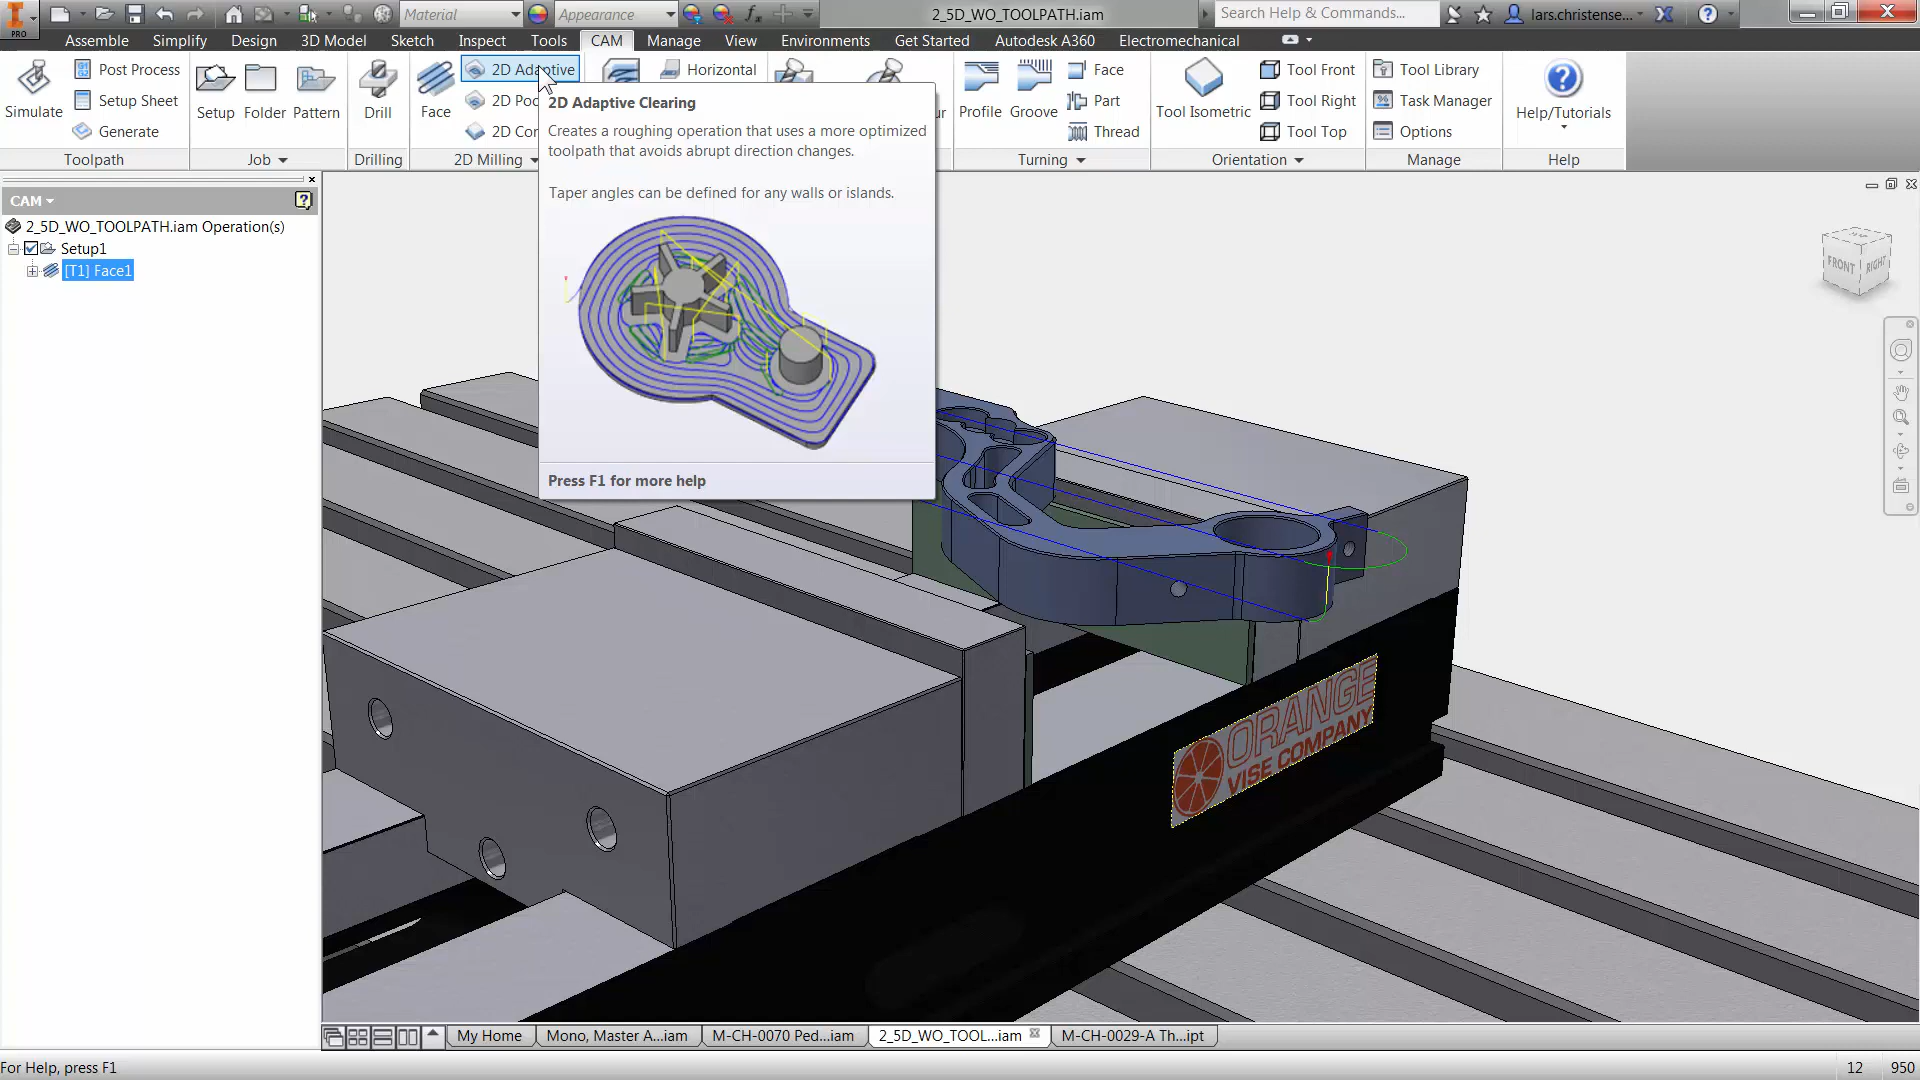 PRO
Material
Appearance
2_5D_WO_TOOLPATH.iam
Search Help & Commands...
lars.christense...
Assemble
Simplify
Design
3D Model
Sketch
Inspect
Tools
CAM
Manage
View
Environments
Get Started
Autodesk A360
Electromechanical
Simulate
Post Process
Setup Sheet
Generate
Toolpath
Setup
Folder
Pattern
Job
Drill
Drilling
Face
2D Adaptive
2D Poc
2D Con
2D Milling
Horizontal
Profile
Groove
Face
Part
Thread
Turning
Tool Isometric
Tool Front
Tool Right
Tool Top
Orientation
Tool Library
Task Manager
Options
Manage
Help/Tutorials
Help
2D Adaptive Clearing
Creates a roughing operation that uses a more optimized
toolpath that avoids abrupt direction changes.
Taper angles can be defined for any walls or islands.
Press F1 for more help
CAM
2_5D_WO_TOOLPATH.iam Operation(s)
Setup1
[T1] Face1
FRONT
RIGHT
ORANGE
VISE COMPANY
My Home
Mono, Master A...iam
M-CH-0070 Ped...iam
2_5D_WO_TOOL...iam
M-CH-0029-A Th...ipt
For Help, press F1
12
950